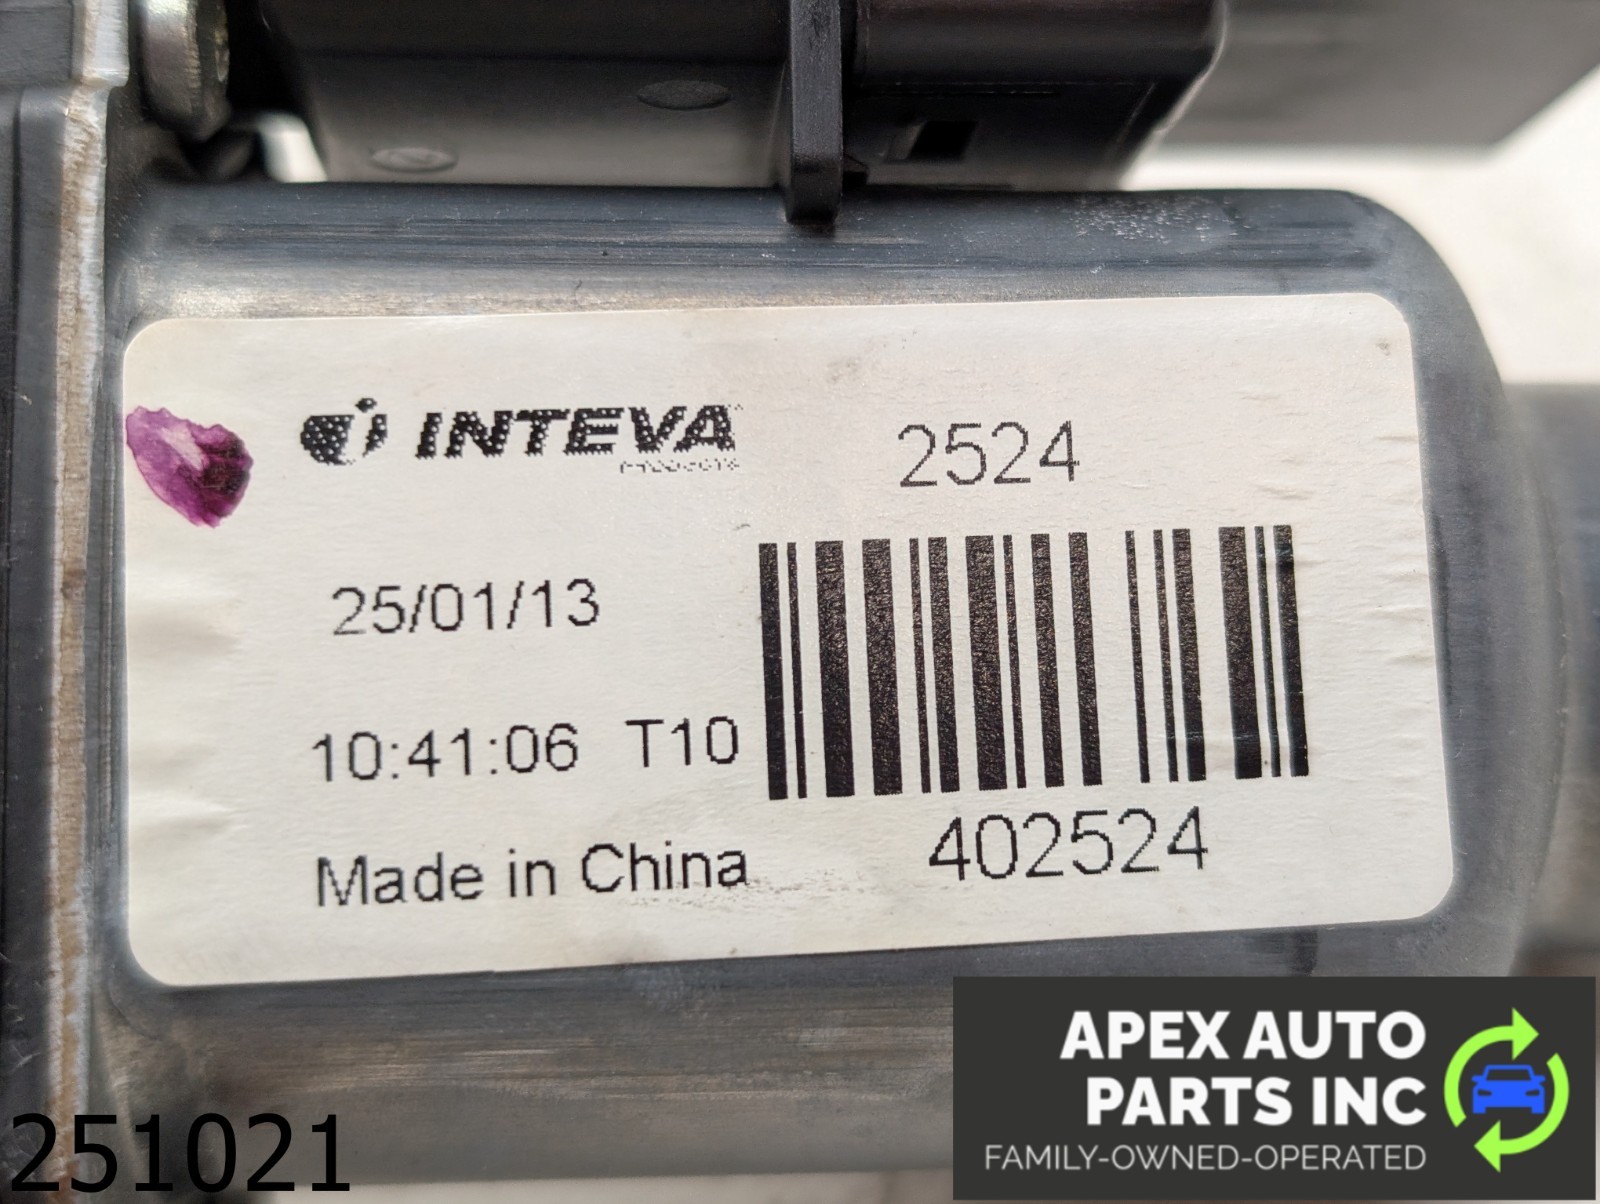 INTEVA
PRODUCTS
2524
25/01/13
10:41:06 T10
Made in China
402524
251021
APEX AUTO
PARTS INC
FAMILY-OWNED-OPERATED